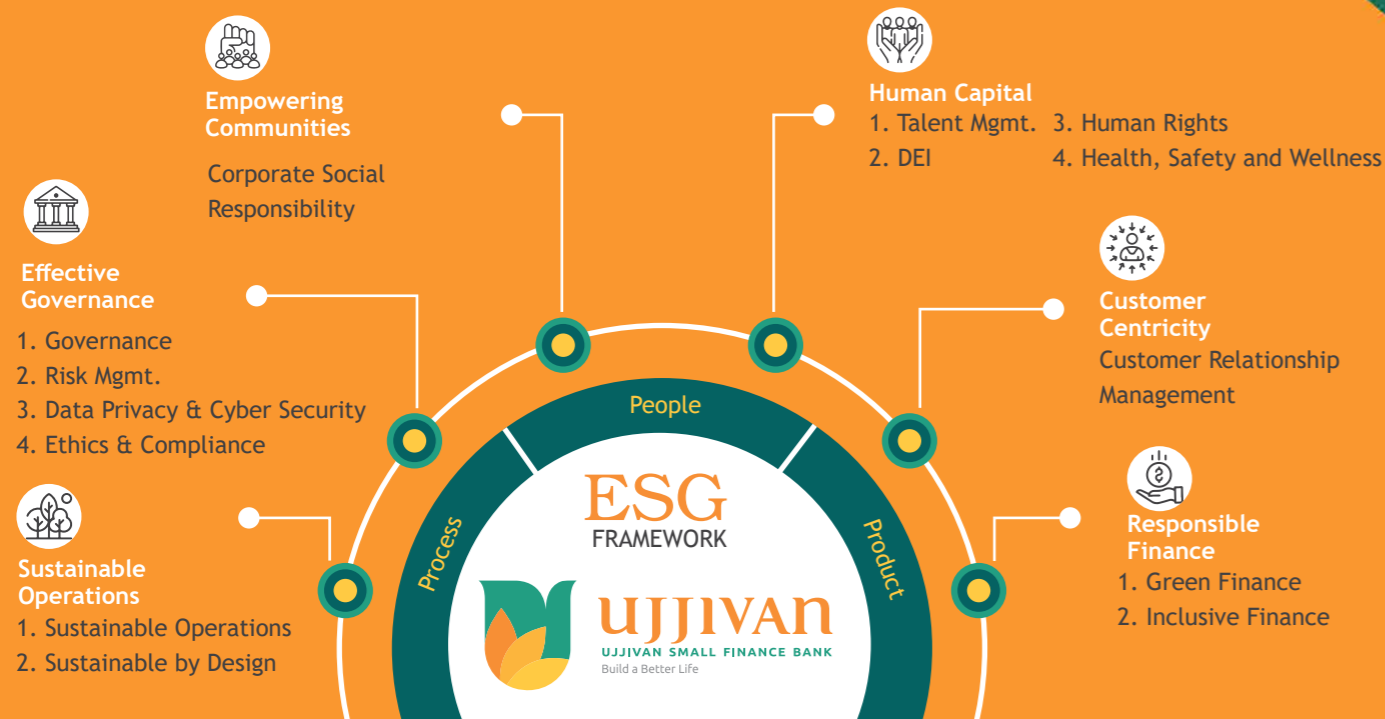 Empowering
Communities
Corporate Social
Responsibility
Human Capital
1. Talent Mgmt. 3. Human Rights
2. DEI 4. Health, Safety and Wellness
Effective
Governance
1. Governance
2. Risk Mgmt.
3. Data Privacy & Cyber Security
4. Ethics & Compliance
Customer
Centricity
Customer Relationship
Management
Sustainable
Operations
1. Sustainable Operations
2. Sustainable by Design
Responsible
Finance
1. Green Finance
2. Inclusive Finance
People
Process
Product
ESG
FRAMEWORK
UJJIVAN
UJJIVAN SMALL FINANCE BANK
Build a Better Life